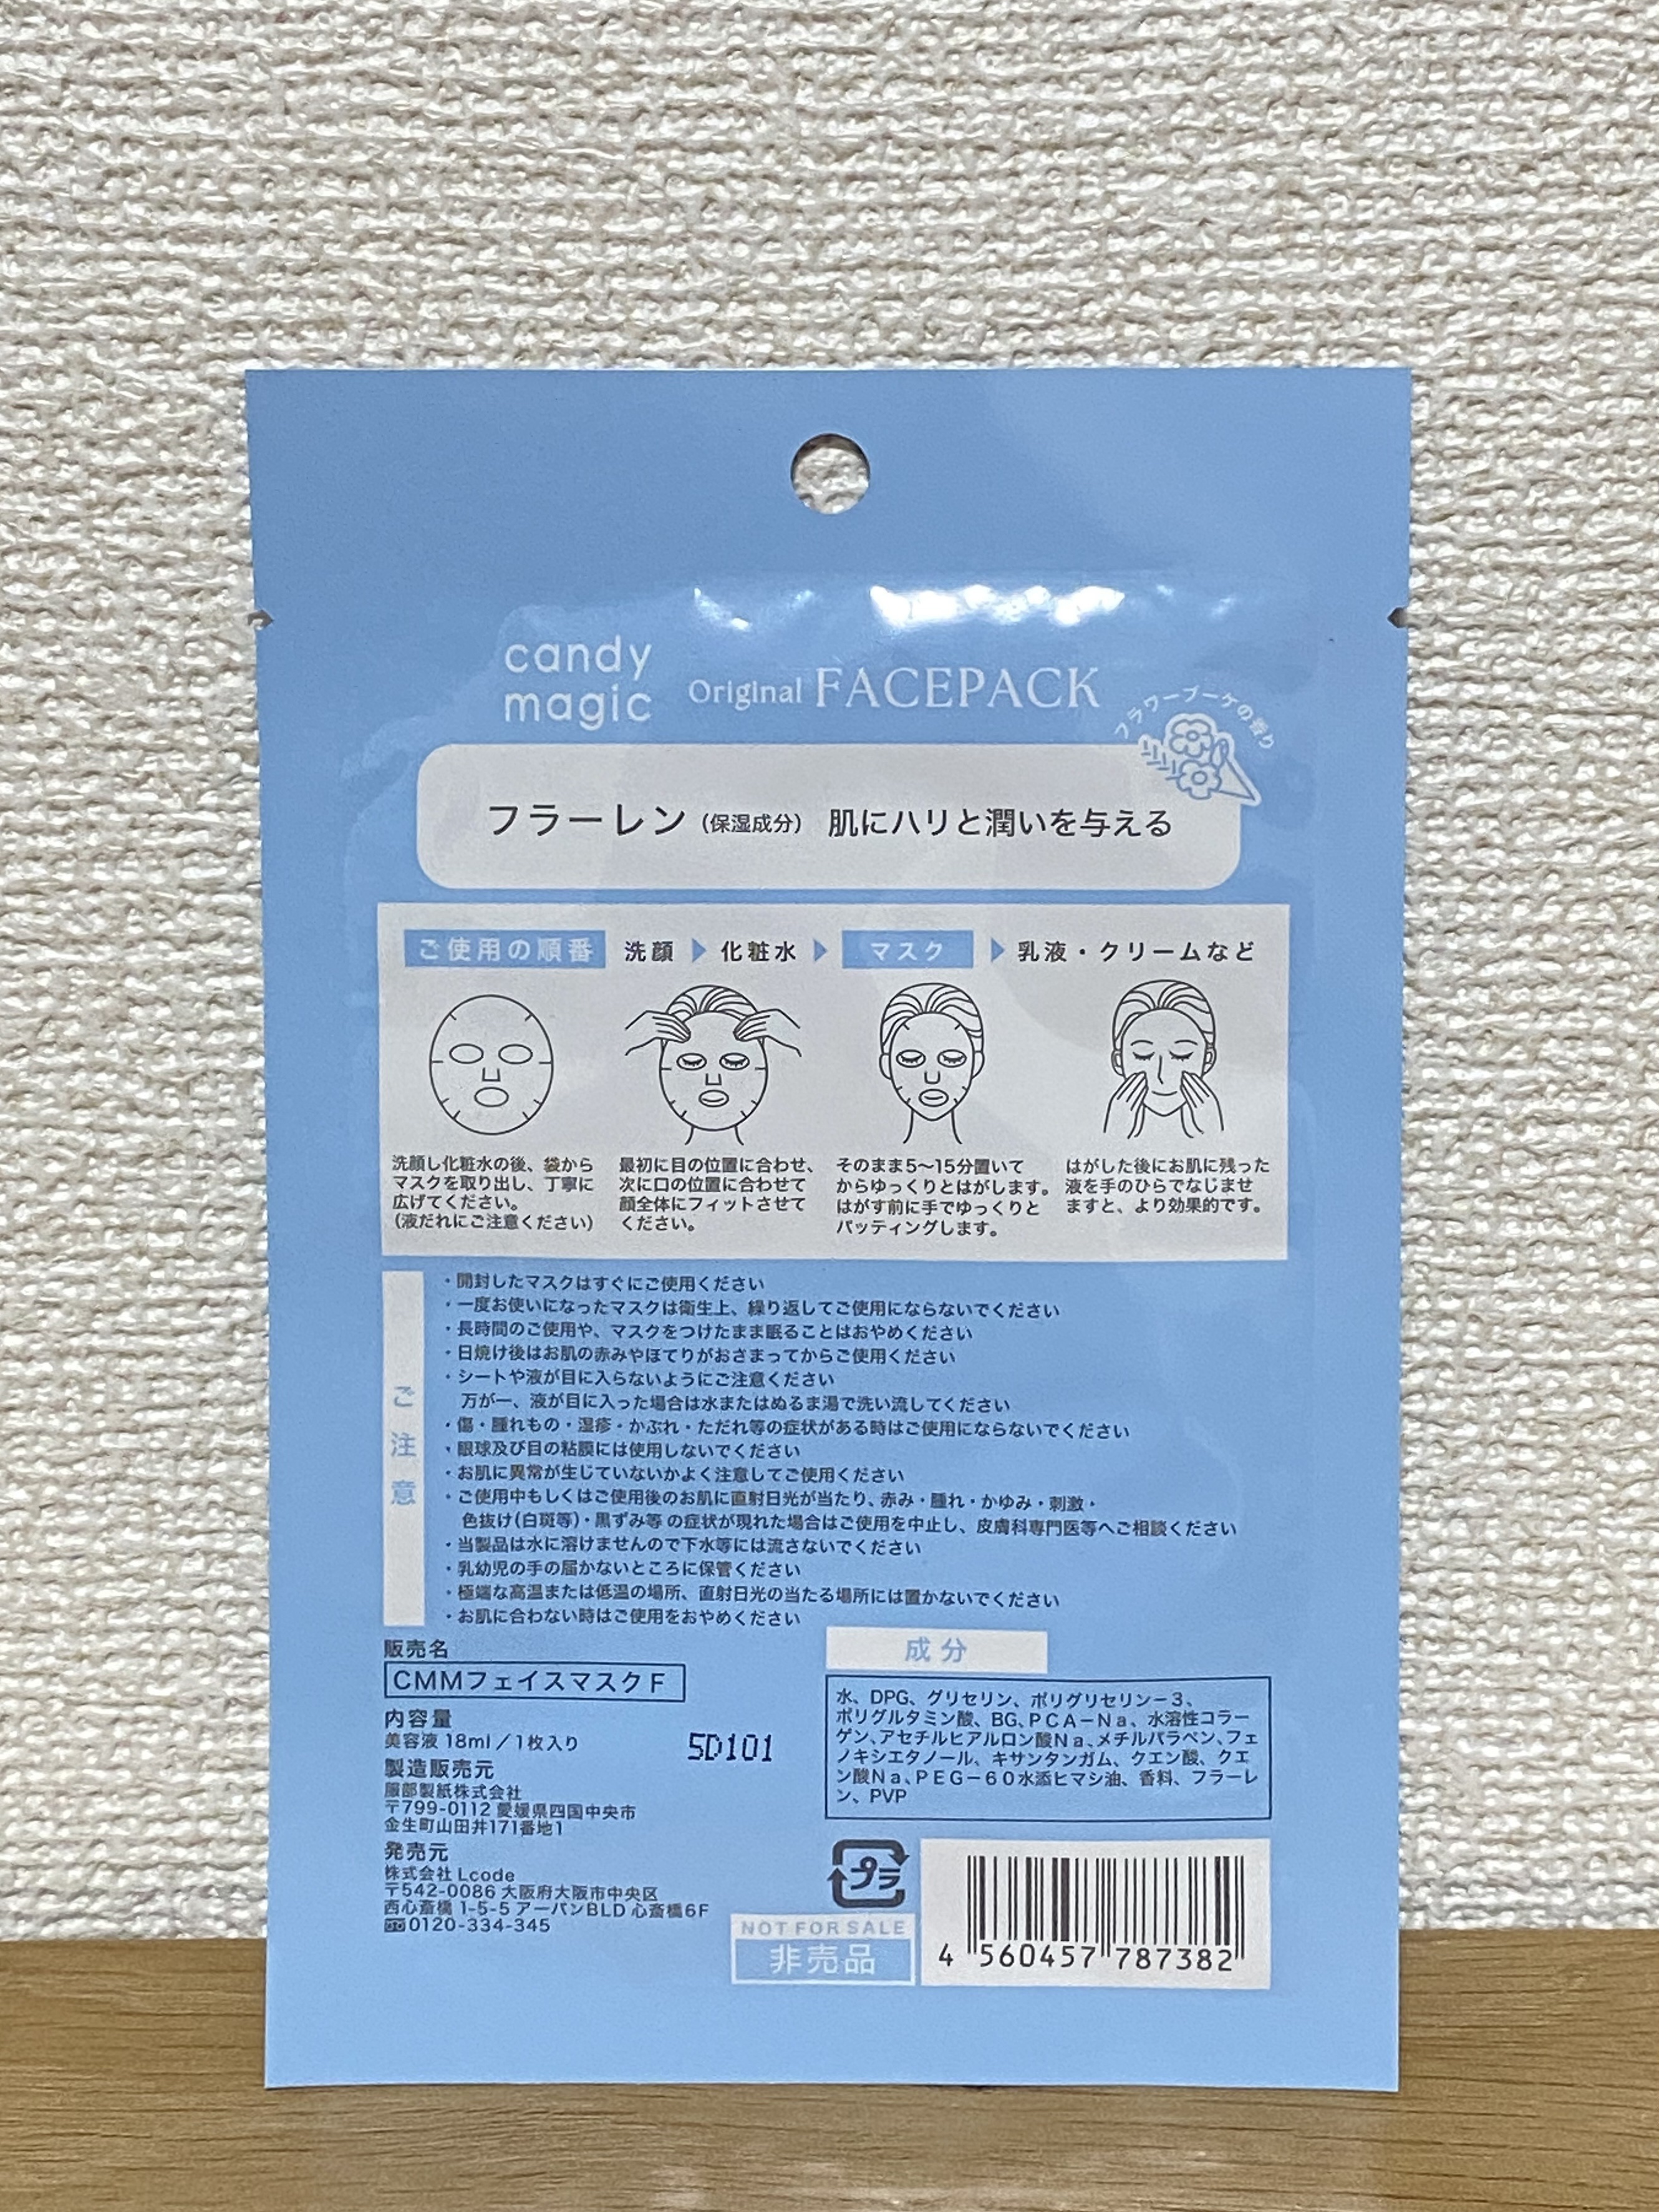 candy
magic
Original FACEPACK
フラワーブーケの香り
フラーレン（保湿成分） 肌にハリと潤いを与える
ご使用の順番 洗顔 化粧水 マスク 乳液・クリームなど
洗顔し化粧水の後、袋から
マスクを取り出し、丁寧に
広げてください。
（液だれにご注意ください）
最初に目の位置に合わせ、
次に口の位置に合わせて
顔全体にフィットさせて
ください。
そのまま5〜15分置いて
からゆっくりとはがします。
はがす前に手でゆっくりと
パッティングします。
はがした後にお肌に残った
液を手のひらでなじませ
ますと、より効果的です。
ご注意
・開封したマスクはすぐにご使用ください
・一度お使いになったマスクは衛生上、繰り返してご使用にならないでください
・長時間のご使用や、マスクをつけたまま眠ることはおやめください
・日焼け後はお肌の赤みやほてりがおさまってからご使用ください
・シートや液が目に入らないようにご注意ください
万が一、液が目に入った場合は水またはぬるま湯で洗い流してください
・傷・腫れもの・湿疹・かぶれ・ただれ等の症状がある時はご使用にならないでください
・眼球及び目の粘膜には使用しないでください
・お肌に異常が生じていないかよく注意してご使用ください
・ご使用中もしくはご使用後のお肌に直射日光が当たり、赤み・腫れ・かゆみ・刺激・
色抜け(白斑等)・黒ずみ等 の症状が現れた場合はご使用を中止し、皮膚科専門医等へご相談ください
・当製品は水に溶けませんので下水等には流さないでください
・乳幼児の手の届かないところに保管ください
・極端な高温または低温の場所、直射日光の当たる場所には置かないでください
・お肌に合わない時はご使用をおやめください
販売名
CMMフェイスマスクF
内容量
美容液 18ml／1枚入り
5D101
製造販売元
服部製紙株式会社
〒799-0112 愛媛県四国中央市
金生町山田井171番地1
発売元
株式会社 Lcode
〒542-0086 大阪府大阪市中央区
西心斎橋 1-5-5 アーバンBLD 心斎橋6F
0120-334-345
成分
水、DPG、グリセリン、ポリグリセリン－3、
ポリグルタミン酸、BG、PCA－Na、水溶性コラー
ゲン、アセチルヒアルロン酸Na、メチルパラベン、フェ
ノキシエタノール、キサンタンガム、クエン酸、クエ
ン酸Na、PEG－60水添ヒマシ油、香料、フラーレ
ン、PVP
プラ
NOT FOR SALE
非売品
4 560457 787382